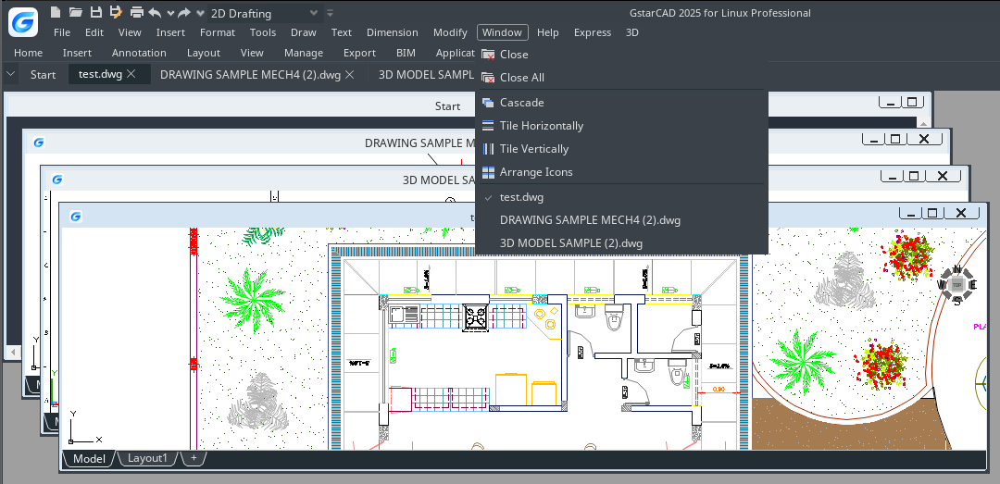 2D Drafting
GstarCAD 2025 for Linux Professional
File Edit View Insert Format Tools Draw Text Dimension Modify Window Help Express 3D
Home Insert Annotation Layout View Manage Export BIM Applicat
Start test.dwg DRAWING SAMPLE MECH4 (2).dwg 3D MODEL SAMPL
Close
Close All
Cascade
Tile Horizontally
Tile Vertically
Arrange Icons
test.dwg
DRAWING SAMPLE MECH4 (2).dwg
3D MODEL SAMPLE (2).dwg
Start
DRAWING SAMPLE M
3D MODEL SA
t
N
W TOP E
S
PLA
0.90
Y
X
Y
Y
M
M
Model Layout1 +